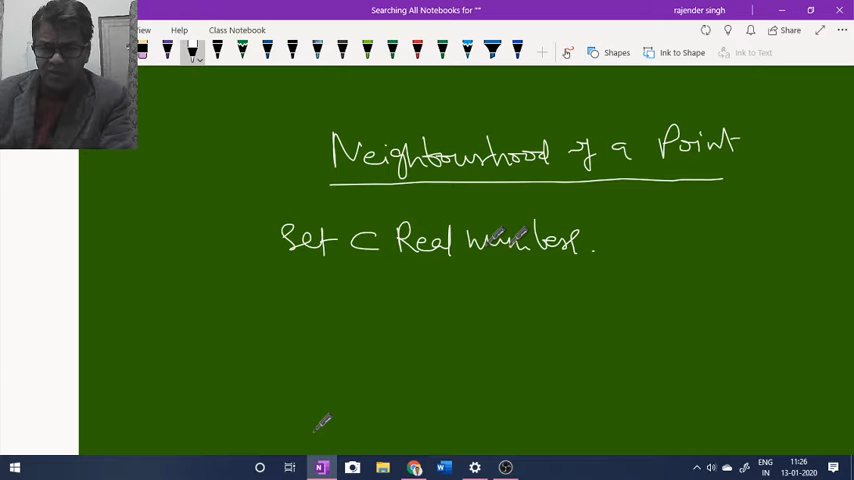 Searching All Notebooks for ""
rajender singh
View Help Class Notebook
Share
Shapes Ink to Shape Ink to Text
Neighbourhood of a Point
Set ⊂ Real Numbers.
ENG
IN
11:26
13-01-2020